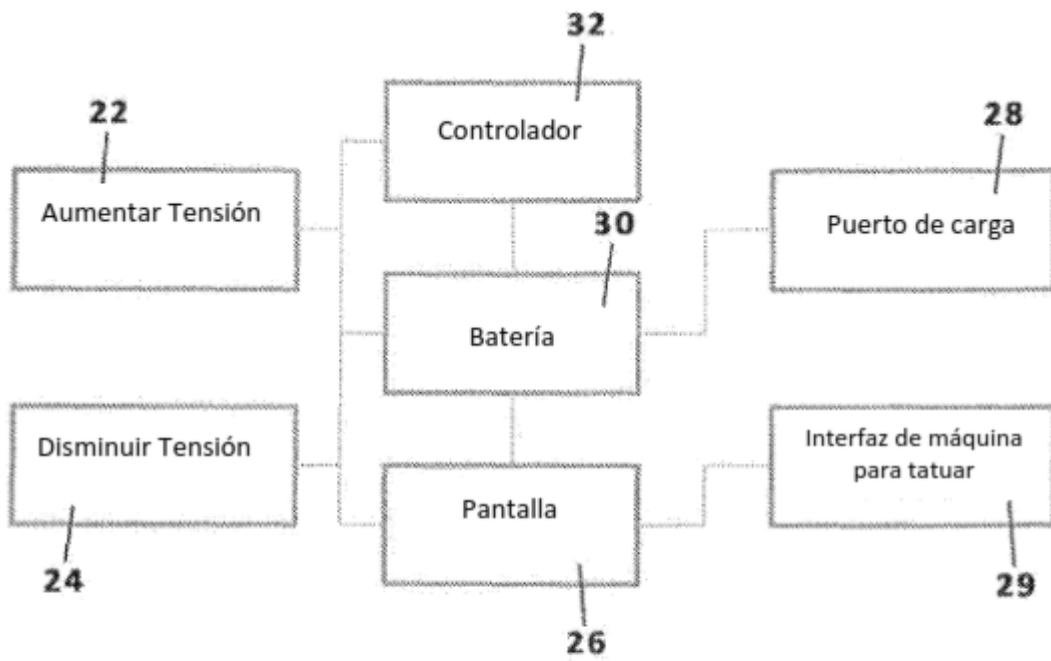 32
22
Controlador
28
Aumentar Tensión
30
Puerto de carga
Batería
Disminuir Tensión
Interfaz de máquina
para tatuar
Pantalla
24
29
26